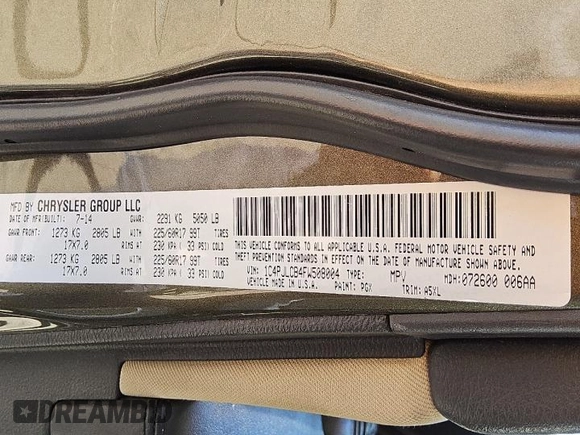 MFD BY CHRYSLER GROUP LLC
DATE OF MFR(BUILT): 7-14 GVWR: 2291 KG 5050 LB
GAWR FRONT: 1273 KG 2805 LB WITH 225/60R17 99T TIRES
17X7.0 RIMS AT 230 KPA ( 33 PSI) COLD
GAWR REAR: 1273 KG 2805 LB WITH 225/60R17 99T TIRES
17X7.0 RIMS AT 230 KPA ( 33 PSI) COLD
THIS VEHICLE CONFORMS TO ALL APPLICABLE U.S.A. FEDERAL MOTOR VEHICLE SAFETY AND
THEFT PREVENTION STANDARDS IN EFFECT ON THE DATE OF MANUFACTURE SHOWN ABOVE.
VIN: 1C4PJLCB4FW508004 TYPE: MPV MDH: 072600 006AA
VEHICLE MADE IN U.S.A. PAINT: PGX TRIM: A5XL
DREAMBID